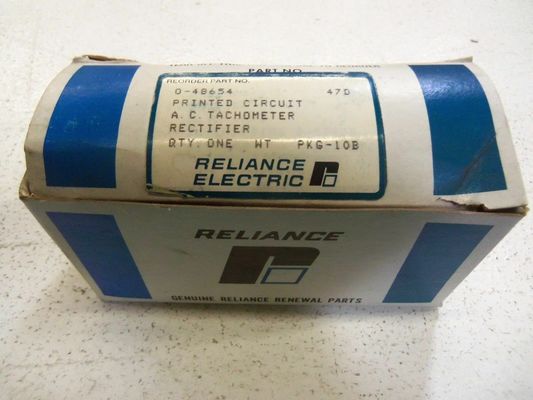 PART NO.
REORDER PART NO.
0-48654 47D
PRINTED CIRCUIT
A.C. TACHOMETER
RECTIFIER
QTY. ONE WT PKG-10B
RELIANCE
ELECTRIC
RELIANCE
GENUINE RELIANCE RENEWAL PARTS